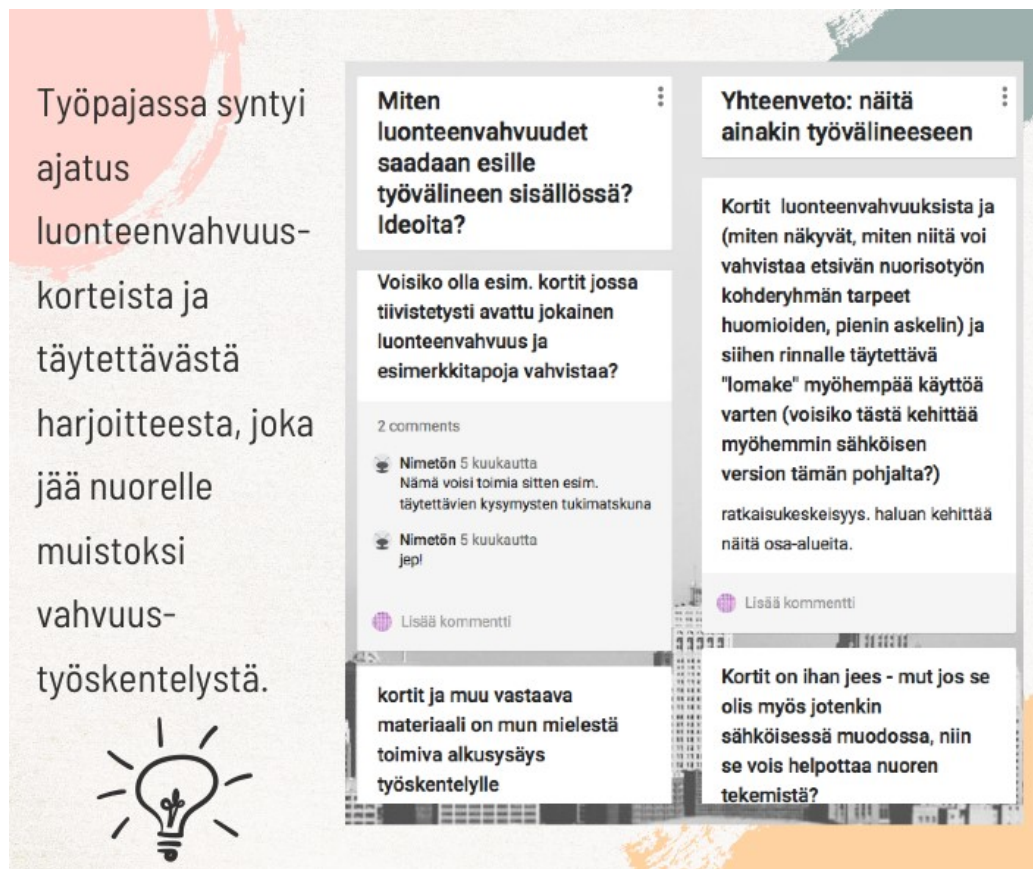 Työpajassa syntyi
ajatus
luonteenvahvuus-
korteista ja
täytettävästä
harjoitteesta, joka
jää nuorelle
muistoksi
vahvuus-
työskentelystä.
Miten
luonteenvahvuudet
saadaan esille
työvälineen sisällössä?
Ideoita?
Voisiko olla esim. kortit jossa
tiivistetysti avattu jokainen
luonteenvahvuus ja
esimerkkitapoja vahvistaa?
2 comments
Nimetön 5 kuukautta
Nämä voisi toimia sitten esim.
täytettävien kysymysten tukimatskuna
Nimetön 5 kuukautta
jep!
Lisää kommentti
kortit ja muu vastaava
materiaali on mun mielestä
toimiva alkusysäys
työskentelylle
Yhteenveto: näitä
ainakin työvälineeseen
Kortit luonteenvahvuuksista ja
(miten näkyvät, miten niitä voi
vahvistaa etsivän nuorisotyön
kohderyhmän tarpeet
huomioiden, pienin askelin) ja
siihen rinnalle täytettävä
"lomake" myöhempää käyttöä
varten (voisiko tästä kehittää
myöhemmin sähköisen
version tämän pohjalta?)
ratkaisukeskeisyys. haluan kehittää
näitä osa-alueita.
Lisää kommentti
Kortit on ihan jees - mut jos se
olis myös jotenkin
sähköisessä muodossa, niin
se vois helpottaa nuoren
tekemistä?